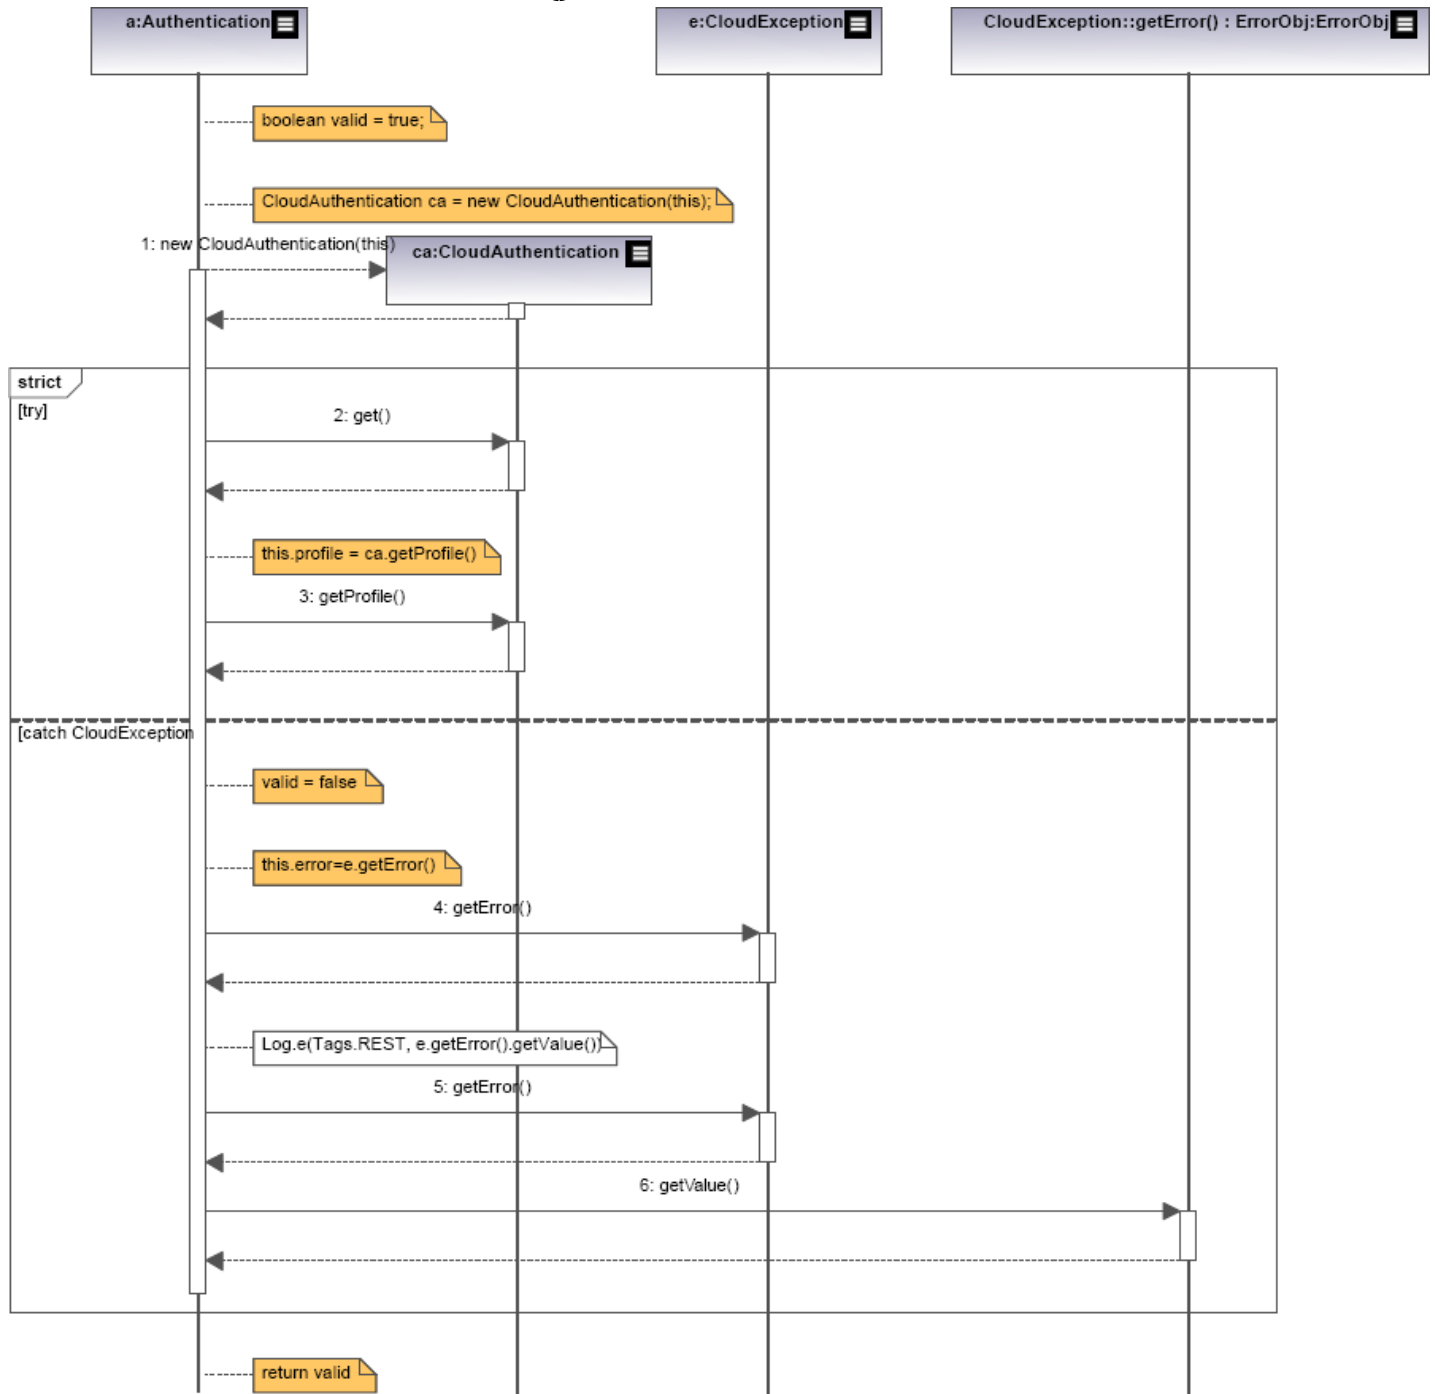 a:Authentication
e:CloudException
CloudException::getError() : ErrorObj:ErrorObj
boolean valid = true;
CloudAuthentication ca = new CloudAuthentication(this);
1: new CloudAuthentication(this)
ca:CloudAuthentication
strict
[try]
2: get()
this.profile = ca.getProfile()
3: getProfile()
[catch CloudException
valid = false
this.error=e.getError()
4: getError()
Log.e(Tags.REST, e.getError().getValue())
5: getError()
6: getValue()
return valid